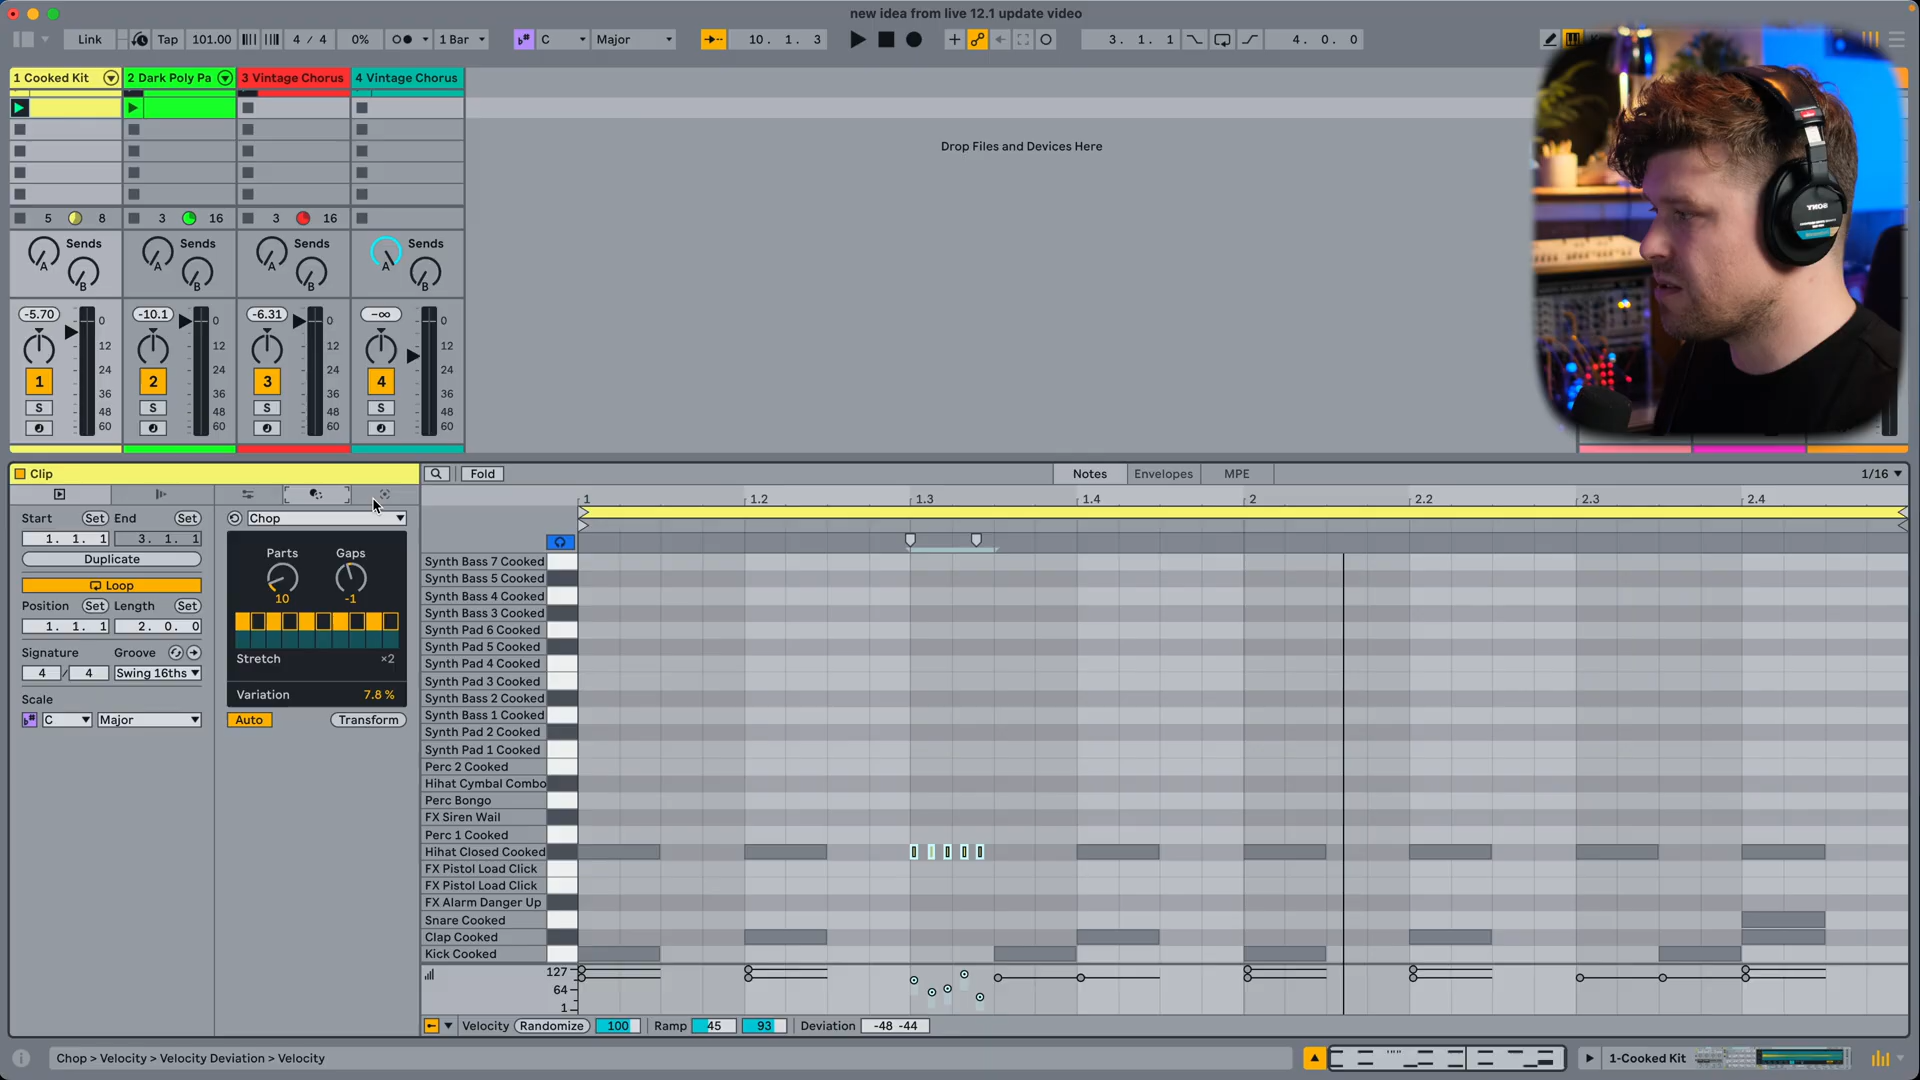 new idea from live 12.1 update video
Link Tap 101.00 4 / 4 0% 1 Bar C Major 10. 1. 3 3. 1. 1 4. 0. 0
1 Cooked Kit 2 Dark Poly Pa 3 Vintage Chorus 4 Vintage Chorus
Drop Files and Devices Here
5 8 3 16 3 16
Sends Sends Sends Sends
A A A A
B B B B
-5.70 -10.1 -6.31 -∞
0 0 0 0
12 12 12 12
24 24 24 24
1 2 3 4
36 36 36 36
S S S S
48 48 48 48
60 60 60 60
SONY
Clip Fold Notes Envelopes MPE 1/16
1 1.2 1.3 1.4 2 2.2 2.3 2.4
Start Set End Set
1. 1. 1 3. 1. 1
Duplicate
Loop
Position Set Length Set
1. 1. 1 2. 0. 0
Signature Groove
4 / 4 Swing 16ths
Scale
C Major
Chop
Parts Gaps
10 -1
Stretch ×2
Variation 7.8 %
Auto Transform
Synth Bass 7 Cooked
Synth Bass 5 Cooked
Synth Bass 4 Cooked
Synth Bass 3 Cooked
Synth Pad 6 Cooked
Synth Pad 5 Cooked
Synth Pad 4 Cooked
Synth Pad 3 Cooked
Synth Bass 2 Cooked
Synth Bass 1 Cooked
Synth Pad 2 Cooked
Synth Pad 1 Cooked
Perc 2 Cooked
Hihat Cymbal Combo
Perc Bongo
FX Siren Wail
Perc 1 Cooked
Hihat Closed Cooked
FX Pistol Load Click
FX Pistol Load Click
FX Alarm Danger Up
Snare Cooked
Clap Cooked
Kick Cooked
127
64
1
Velocity Randomize 100 Ramp 45 93 Deviation -48 -44
Chop > Velocity > Velocity Deviation > Velocity
1-Cooked Kit